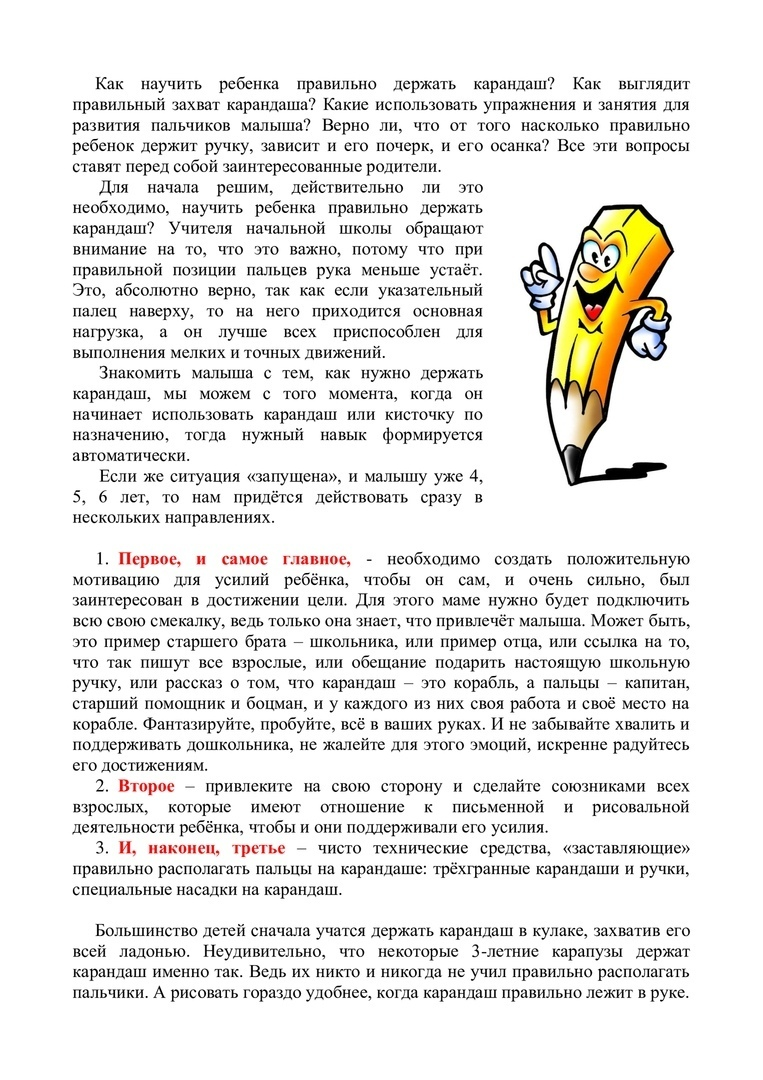 Как научить ребенка правильно держать карандаш? Как выглядит
правильный захват карандаша? Какие использовать упражнения и занятия для
развития пальчиков малыша? Верно ли, что от того насколько правильно
ребенок держит ручку, зависит и его почерк, и его осанка? Все эти вопросы
ставят перед собой заинтересованные родители.
Для начала решим, действительно ли это
необходимо, научить ребенка правильно держать
карандаш? Учителя начальной школы обращают
внимание на то, что это важно, потому что при
правильной позиции пальцев рука меньше устаёт.
Это, абсолютно верно, так как если указательный
палец наверху, то на него приходится основная
нагрузка, а он лучше всех приспособлен для
выполнения мелких и точных движений.
Знакомить малыша с тем, как нужно держать
карандаш, мы можем с того момента, когда он
начинает использовать карандаш или кисточку по
назначению, тогда нужный навык формируется
автоматически.
Если же ситуация «запущена», и малышу уже 4,
5, 6 лет, то нам придётся действовать сразу в
нескольких направлениях.
1. Первое, и самое главное, - необходимо создать положительную
мотивацию для усилий ребёнка, чтобы он сам, и очень сильно, был
заинтересован в достижении цели. Для этого маме нужно будет подключить
всю свою смекалку, ведь только она знает, что привлечёт малыша. Может быть,
это пример старшего брата – школьника, или пример отца, или ссылка на то,
что так пишут все взрослые, или обещание подарить настоящую школьную
ручку, или рассказ о том, что карандаш – это корабль, а пальцы – капитан,
старший помощник и боцман, и у каждого из них своя работа и своё место на
корабле. Фантазируйте, пробуйте, всё в ваших руках. И не забывайте хвалить и
поддерживать дошкольника, не жалейте для этого эмоций, искренне радуйтесь
его достижениям.
2. Второе – привлеките на свою сторону и сделайте союзниками всех
взрослых, которые имеют отношение к письменной и рисовальной
деятельности ребёнка, чтобы и они поддерживали его усилия.
3. И, наконец, третье – чисто технические средства, «заставляющие»
правильно располагать пальцы на карандаше: трёхгранные карандаши и ручки,
специальные насадки на карандаш.
Большинство детей сначала учатся держать карандаш в кулаке, захватив его
всей ладонью. Неудивительно, что некоторые 3-летние карапузы держат
карандаш именно так. Ведь их никто и никогда не учил правильно располагать
пальчики. А рисовать гораздо удобнее, когда карандаш правильно лежит в руке.